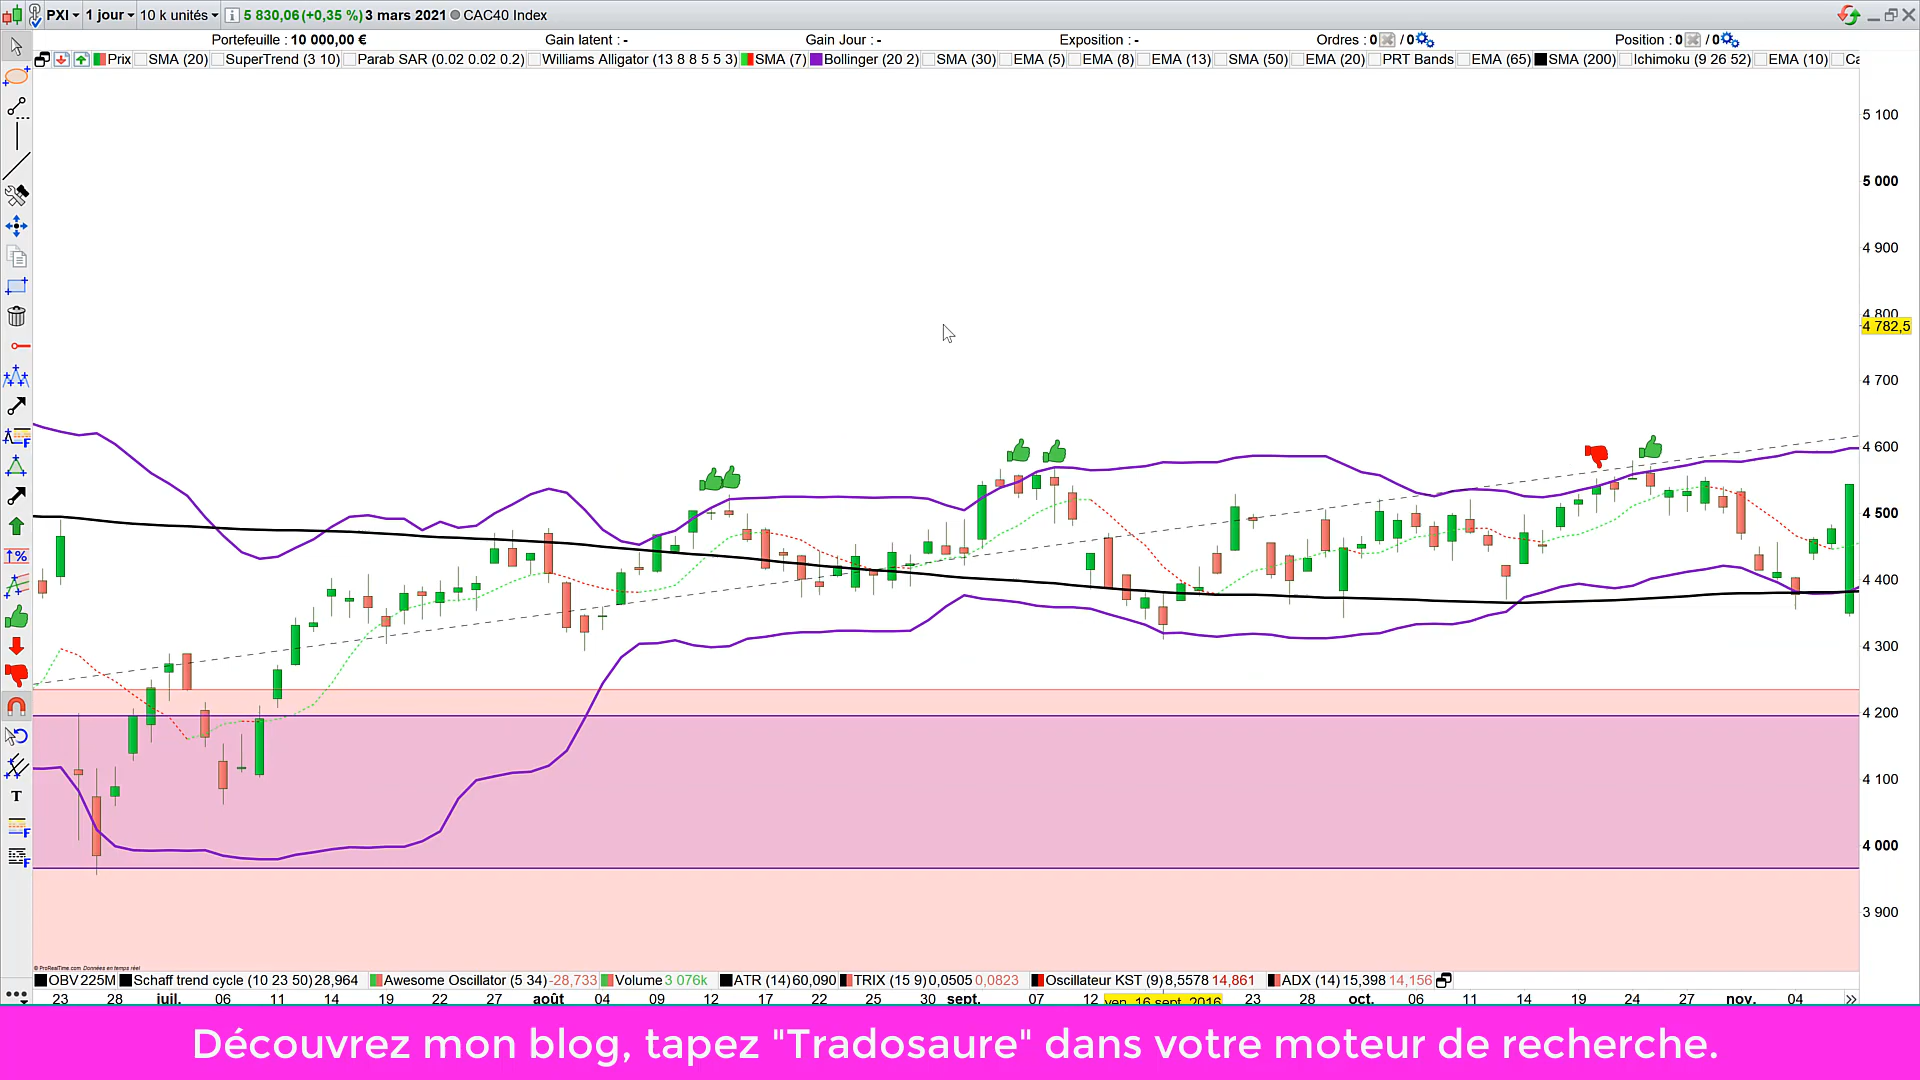 PXI 1 jour 10 k unités 5 830,06 (+0,35 %) 3 mars 2021 CAC40 Index
Portefeuille : 10 000,00 € Gain latent : - Gain Jour : - Exposition : - Ordres : 0 / 0 Position : 0 / 0
Prix SMA (20) SuperTrend (3 10) Parab SAR (0.02 0.02 0.2) Williams Alligator (13 8 8 5 5 3) SMA (7) Bollinger (20 2) SMA (30) EMA (5) EMA (8) EMA (13) SMA (50) EMA (20) PRT Bands EMA (65) SMA (200) Ichimoku (9 26 52) EMA (10) Ca
5 100
5 000
4 900
4 800
4 782,5
4 700
4 600
4 500
4 400
4 300
4 200
4 100
4 000
3 900
% 
F
T
F
F
© ProRealTime.com Données en temps réel
OBV 225M Schaff trend cycle (10 23 50) 28,964 Awesome Oscillator (5 34) -28,733 Volume 3 076k ATR (14) 60,090 TRIX (15 9) 0,0505 0,0823 Oscillateur KST (9) 8,5578 14,861 ADX (14) 15,398 14,156
23 28 juil. 06 11 14 19 22 27 août 04 09 12 17 22 25 30 sept. 07 12 ven. 16 sept. 2016 23 28 oct. 06 11 14 19 24 27 nov. 04 »
Découvrez mon blog, tapez "Tradosaure" dans votre moteur de recherche.